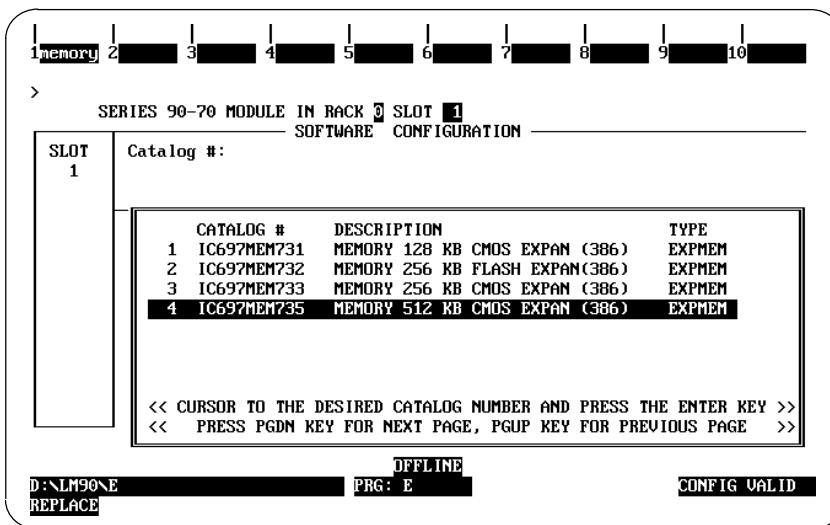 1memory 2 3 4 5 6 7 8 9 10
>
SERIES 90-70 MODULE IN RACK 0 SLOT 1
SOFTWARE CONFIGURATION
SLOT Catalog #:
1
CATALOG # DESCRIPTION TYPE
1 IC697MEM731 MEMORY 128 KB CMOS EXPAN (386) EXPMEM
2 IC697MEM732 MEMORY 256 KB FLASH EXPAN(386) EXPMEM
3 IC697MEM733 MEMORY 256 KB CMOS EXPAN (386) EXPMEM
4 IC697MEM735 MEMORY 512 KB CMOS EXPAN (386) EXPMEM
<< CURSOR TO THE DESIRED CATALOG NUMBER AND PRESS THE ENTER KEY >>
<< PRESS PGDN KEY FOR NEXT PAGE, PGUP KEY FOR PREVIOUS PAGE >>
OFFLINE
D:\LM90\E PRG: E CONFIG VALID
REPLACE